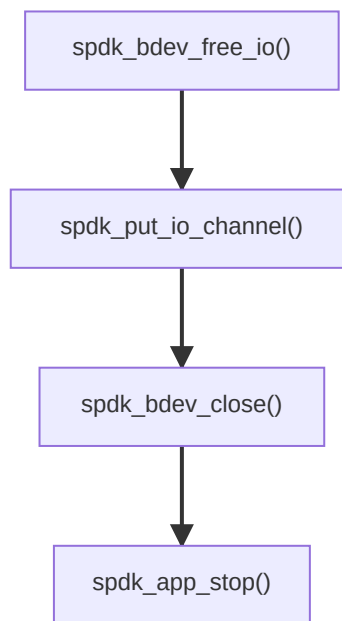 spdk_bdev_free_io()
spdk_put_io_channel()
spdk_bdev_close()
spdk_app_stop()